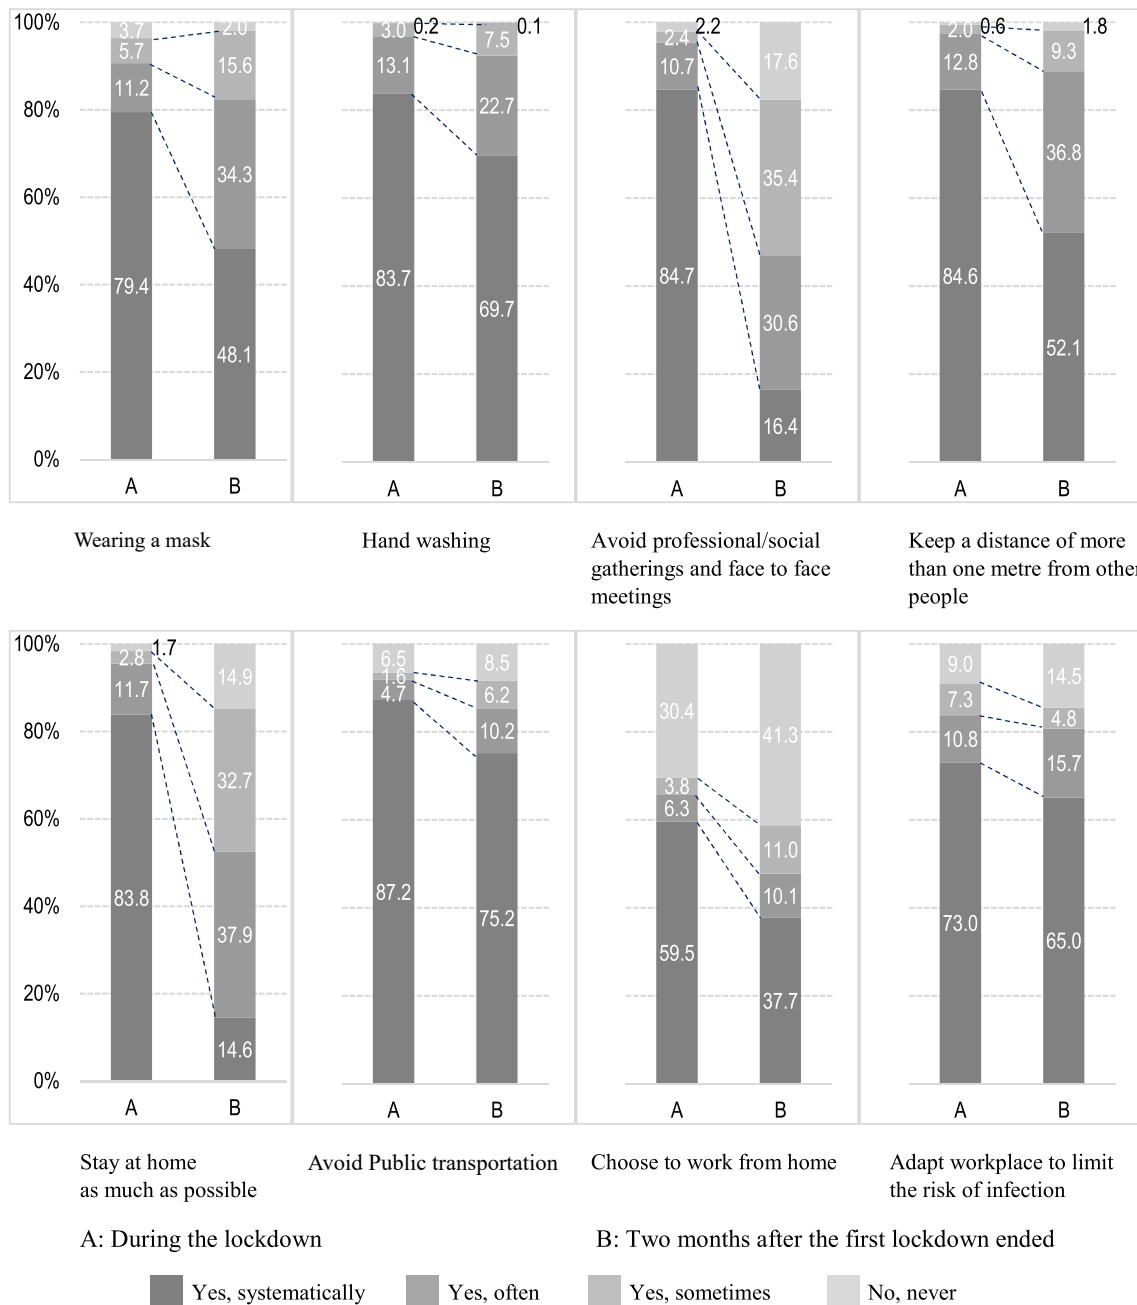 100%
80%
60%
40%
20%
0%
3.7
5.7
11.2
79.4
2.0
15.6
34.3
48.1
A B
0.2
3.0
13.1
83.7
0.1
7.5
22.7
69.7
A B
2.2
2.4
10.7
84.7
17.6
35.4
30.6
16.4
A B
0.6
2.0
12.8
84.6
1.8
9.3
36.8
52.1
A B
Wearing a mask
Hand washing
Avoid professional/social
gatherings and face to face
meetings
Keep a distance of more
than one metre from other
people
100%
80%
60%
40%
20%
0%
1.7
2.8
11.7
83.8
14.9
32.7
37.9
14.6
A B
6.5
1.6
4.7
87.2
8.5
6.2
10.2
75.2
A B
30.4
3.8
6.3
59.5
41.3
11.0
10.1
37.7
A B
9.0
7.3
10.8
73.0
14.5
4.8
15.7
65.0
A B
Stay at home
as much as possible
Avoid Public transportation
Choose to work from home
Adapt workplace to limit
the risk of infection
A: During the lockdown
B: Two months after the first lockdown ended
Yes, systematically
Yes, often
Yes, sometimes
No, never